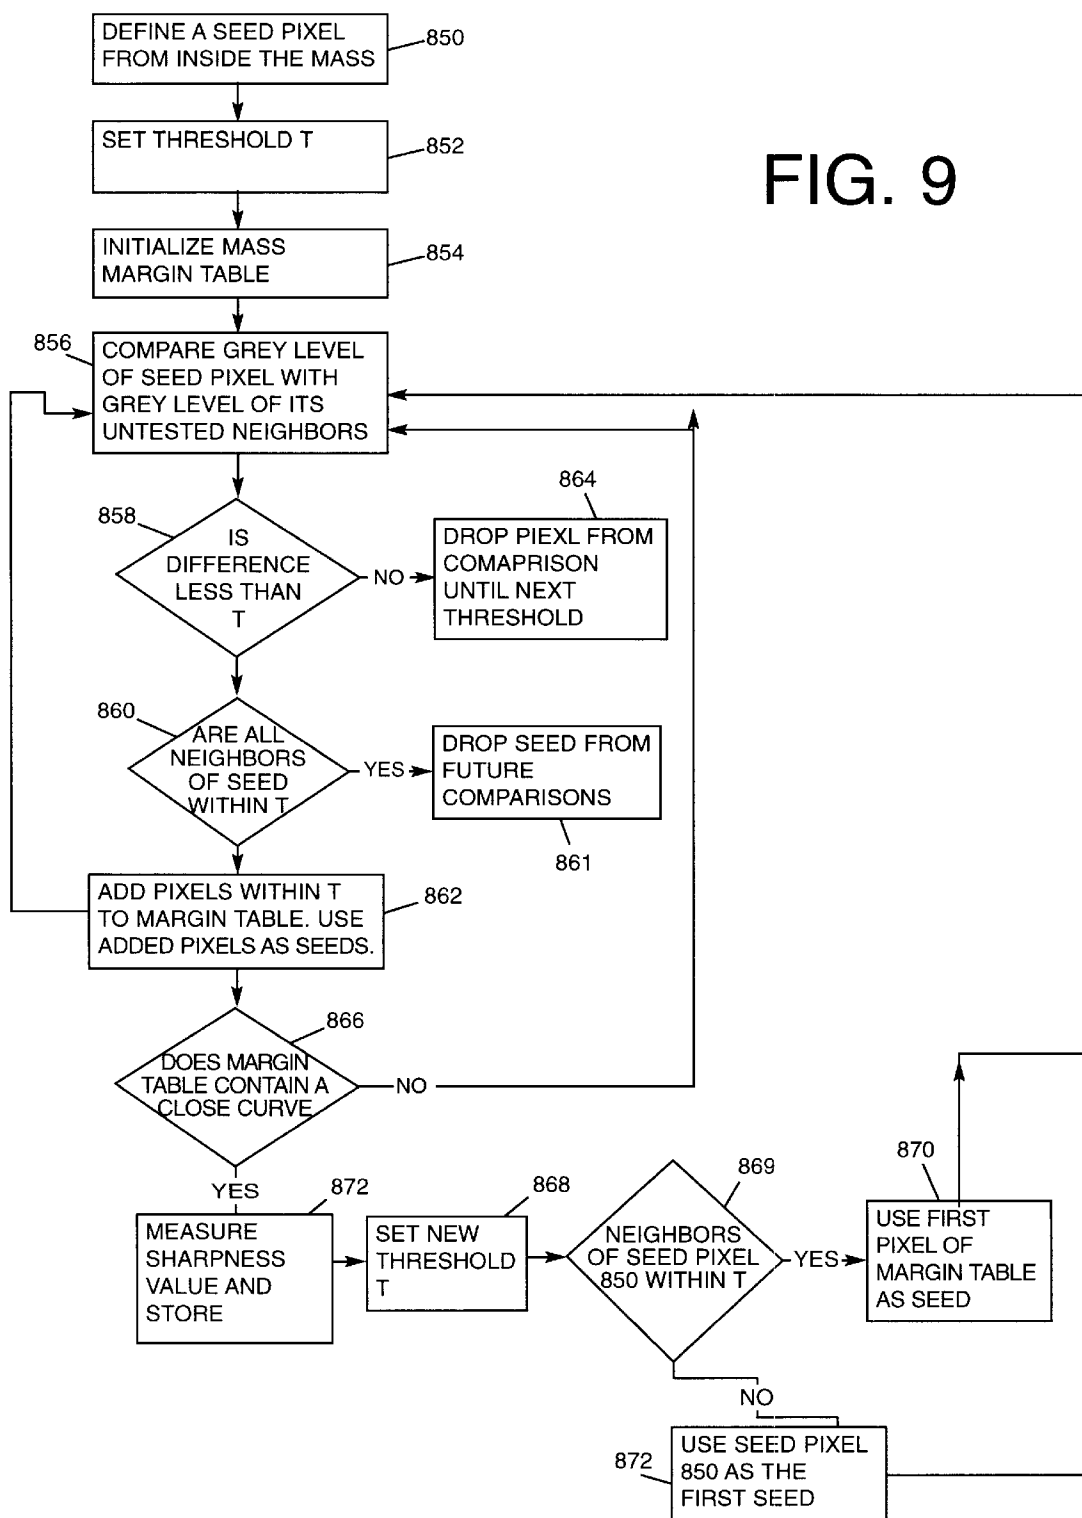 DEFINE A SEED PIXEL
FROM INSIDE THE MASS
850
SET THRESHOLD T
852
FIG. 9
INITIALIZE MASS
MARGIN TABLE
854
856
COMPARE GREY LEVEL
OF SEED PIXEL WITH
GREY LEVEL OF ITS
UNTESTED NEIGHBORS
858
IS
DIFFERENCE
LESS THAN
T
NO
864
DROP PIEXL FROM
COMAPRISON
UNTIL NEXT
THRESHOLD
860
ARE ALL
NEIGHBORS
OF SEED
WITHIN T
YES
DROP SEED FROM
FUTURE
COMPARISONS
861
ADD PIXELS WITHIN T
TO MARGIN TABLE. USE
ADDED PIXELS AS SEEDS.
862
866
DOES MARGIN
TABLE CONTAIN A
CLOSE CURVE
NO
YES
872
MEASURE
SHARPNESS
VALUE AND
STORE
868
SET NEW
THRESHOLD
T
869
NEIGHBORS
OF SEED PIXEL
850 WITHIN T
YES
870
USE FIRST
PIXEL OF
MARGIN TABLE
AS SEED
NO
872
USE SEED PIXEL
850 AS THE
FIRST SEED